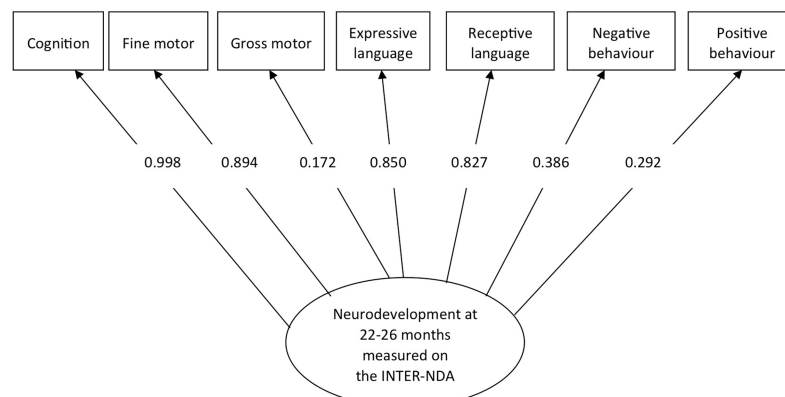 Cognition
Fine motor
Gross motor
Expressive
language
Receptive
language
Negative
behaviour
Positive
behaviour
0.998
0.894
0.172
0.850
0.827
0.386
0.292
Neurodevelopment at
22-26 months
measured on
the INTER-NDA